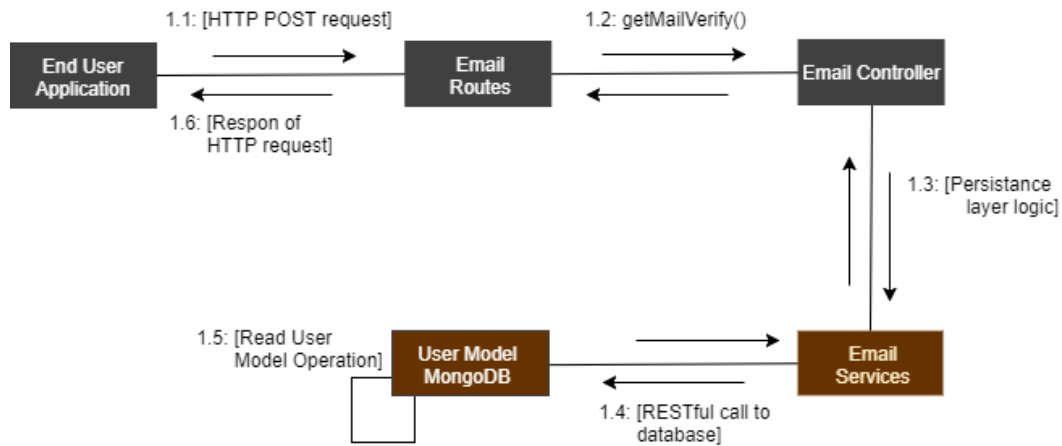 1.1: [HTTP POST request]
1.2: getMailVerify()
End User
Application
Email
Routes
Email Controller
1.6: [Respon of
HTTP request]
1.3: [Persistance
layer logic]
1.5: [Read User
Model Operation]
User Model
MongoDB
Email
Services
1.4: [RESTful call to
database]